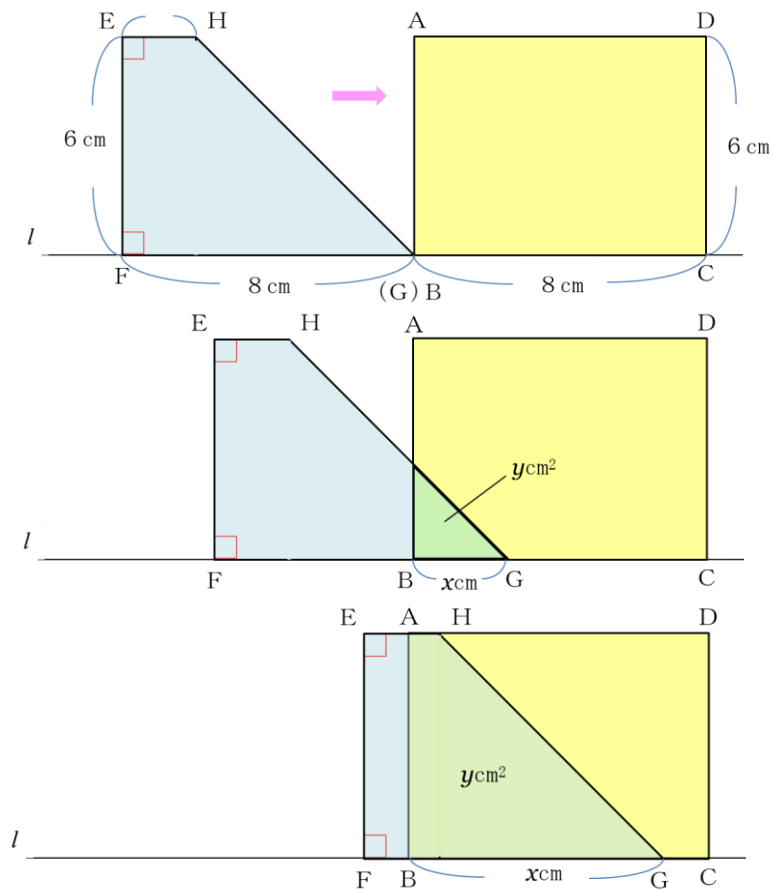 E H A D
6 cm 6 cm
l
F 8 cm (G) B 8 cm C
E H A D
ycm²
l
F B xcm G C
E A H D
ycm²
l
F B xcm G C